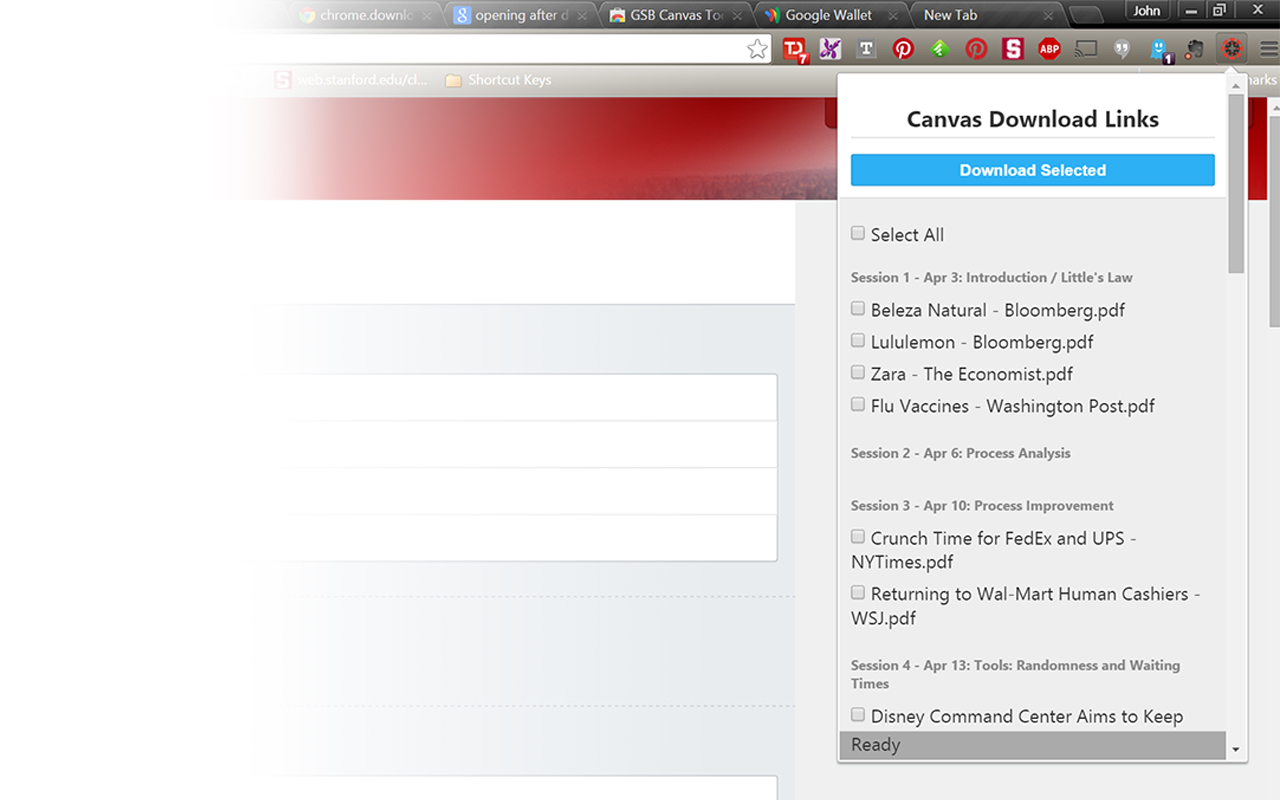 chrome.downlo
opening after d
GSB Canvas Too
Google Wallet
New Tab
John
TD
7
T
S
ABP
1
S web.stanford.edu/cl...
Shortcut Keys
marks
Canvas Download Links
Download Selected
Select All
Session 1 - Apr 3: Introduction / Little's Law
Beleza Natural - Bloomberg.pdf
Lululemon - Bloomberg.pdf
Zara - The Economist.pdf
Flu Vaccines - Washington Post.pdf
Session 2 - Apr 6: Process Analysis
Session 3 - Apr 10: Process Improvement
Crunch Time for FedEx and UPS -
NYTimes.pdf
Returning to Wal-Mart Human Cashiers -
WSJ.pdf
Session 4 - Apr 13: Tools: Randomness and Waiting
Times
Disney Command Center Aims to Keep
Ready